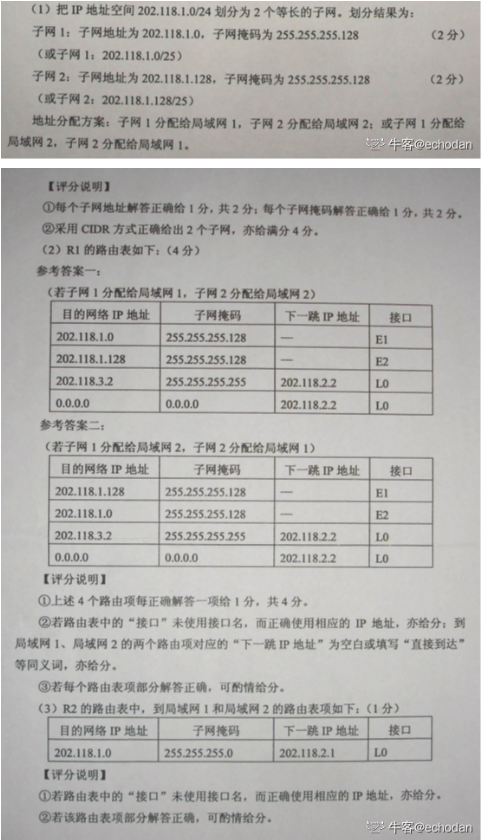 （1）把 IP 地址空间 202.118.1.0/24 划分为 2 个等长的子网。划分结果为：
子网 1：子网地址为 202.118.1.0，子网掩码为 255.255.255.128 （2 分）
（或子网 1：202.118.1.0/25）
子网 2：子网地址为 202.118.1.128，子网掩码为 255.255.255.128 （2 分）
（或子网 2：202.118.1.128/25）
地址分配方案：子网 1 分配给局域网 1，子网 2 分配给局域网 2；或子网 1 分配给
局域网 2，子网 2 分配给局域网 1。
牛客@echodan
【评分说明】
①每个子网地址解答正确给 1 分，共 2 分；每个子网掩码解答正确给 1 分，共 2 分。
②采用 CIDR 方式正确给出 2 个子网，亦给满分 4 分。
（2）R1 的路由表如下：（4 分）
参考答案一：
（若子网 1 分配给局域网 1，子网 2 分配给局域网 2）
目的网络 IP 地址 子网掩码 下一跳 IP 地址 接口
202.118.1.0 255.255.255.128 — E1
202.118.1.128 255.255.255.128 — E2
202.118.3.2 255.255.255.255 202.118.2.2 L0
0.0.0.0 0.0.0.0 202.118.2.2 L0
参考答案二：
（若子网 1 分配给局域网 2，子网 2 分配给局域网 1）
目的网络 IP 地址 子网掩码 下一跳 IP 地址 接口
202.118.1.128 255.255.255.128 — E1
202.118.1.0 255.255.255.128 — E2
202.118.3.2 255.255.255.255 202.118.2.2 L0
0.0.0.0 0.0.0.0 202.118.2.2 L0
【评分说明】
①上述 4 个路由项每正确解答一项给 1 分，共 4 分。
②若路由表中的“接口”未使用接口名，而正确使用相应的 IP 地址，亦给分；到
局域网 1、局域网 2 的两个路由项对应的“下一跳 IP 地址”为空白或填写“直接到达”
等同义词，亦给分。
③若每个路由表项部分解答正确，可酌情给分。
（3）R2 的路由表中，到局域网 1 和局域网 2 的路由表项如下：（1 分）
目的网络 IP 地址 子网掩码 下一跳 IP 地址 接口
202.118.1.0 255.255.255.0 202.118.2.1 L0
【评分说明】
①若路由表中的“接口”未使用接口名，而正确使用相应的 IP 地址，亦给分。
②若该路由表项部分解答正确，可酌情给分。
牛客@echodan